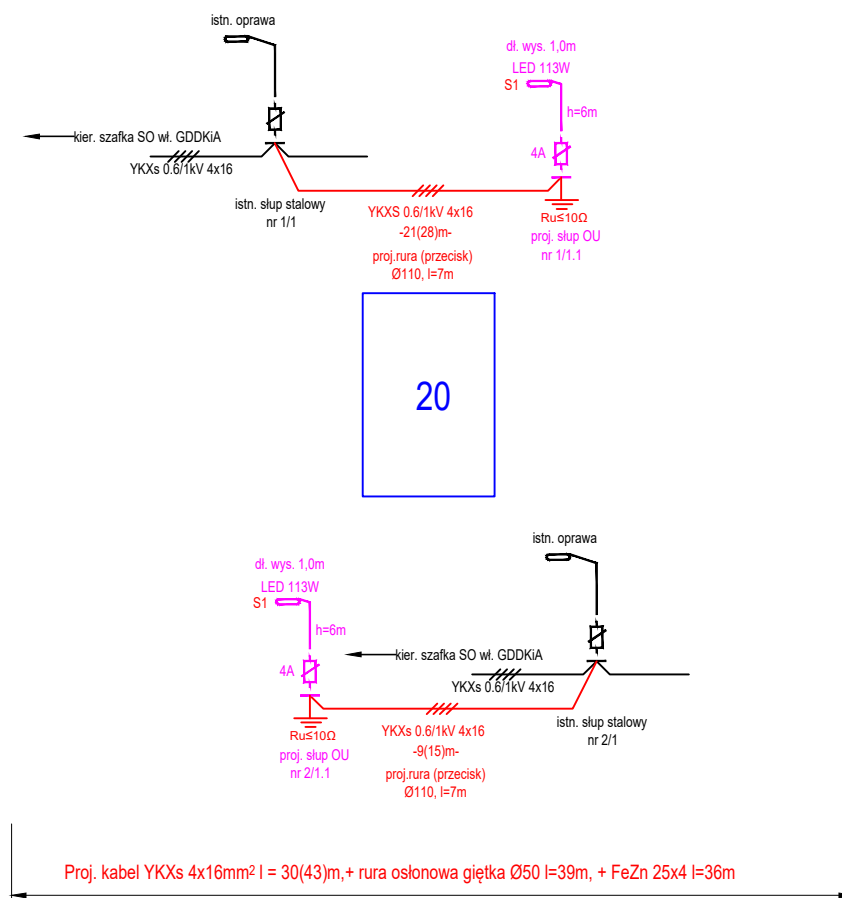 istn. oprawa
dł. wys. 1,0m
LED 113W
S1
h=6m
kier. szafka SO wł. GDDKiA
4A
YKXs 0.6/1kV 4x16
istn. słup stalowy
nr 1/1
YKXS 0.6/1kV 4x16
-21(28)m-
proj.rura (przecisk)
Ø110, l=7m
Ru≤10Ω
proj. słup OU
nr 1/1.1
20
istn. oprawa
dł. wys. 1,0m
LED 113W
S1
h=6m
kier. szafka SO wł. GDDKiA
4A
YKXs 0.6/1kV 4x16
istn. słup stalowy
nr 2/1
YKXs 0.6/1kV 4x16
-9(15)m-
proj.rura (przecisk)
Ø110, l=7m
Ru≤10Ω
proj. słup OU
nr 2/1.1
Proj. kabel YKXs 4x16mm² l = 30(43)m,+ rura osłonowa giętka Ø50 l=39m, + FeZn 25x4 l=36m